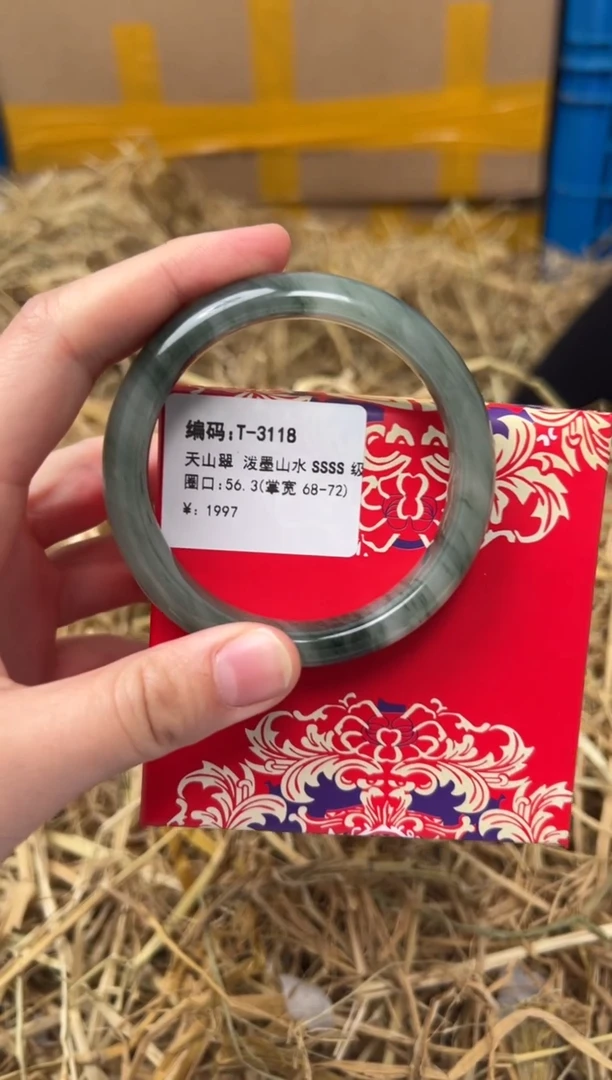 编码:T-3118
天山翠 泼墨山水 SSSS 级
圈口:56.3(掌宽 68-72)
¥: 1997